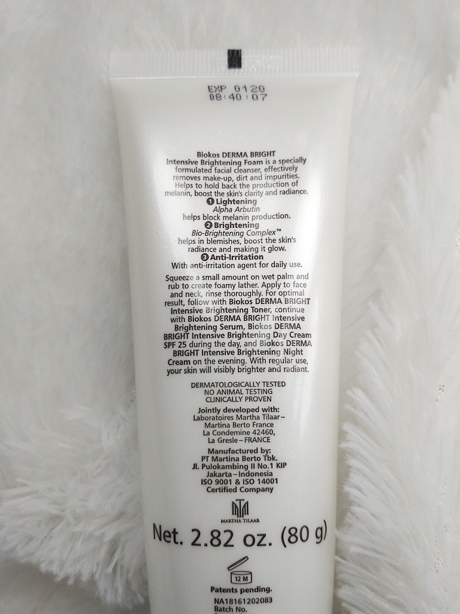 EXP 0120
08:40:07
Biokos DERMA BRIGHT
Intensive Brightening Foam is a specially
formulated facial cleanser, effectively
removes make-up, dirt and impurities.
Helps to hold back the production of
melanin, boost the skin's clarity and radiance.
1 Lightening
Alpha Arbutin
helps block melanin production.
2 Brightening
Bio-Brightening Complex™
helps in blemishes, boost the skin's
radiance and making it glow.
3 Anti-Irritation
With anti-irritation agent for daily use.
Squeeze a small amount on wet palm and
rub to create foamy lather. Apply to face
and neck, rinse thoroughly. For optimal
result, follow with Biokos DERMA BRIGHT
Intensive Brightening Toner, continue
with Biokos DERMA BRIGHT Intensive
Brightening Serum, Biokos DERMA
BRIGHT Intensive Brightening Day Cream
SPF 25 during the day, and Biokos DERMA
BRIGHT Intensive Brightening Night
Cream on the evening. With regular use,
your skin will visibly brighter and radiant.
DERMATOLOGICALLY TESTED
NO ANIMAL TESTING
CLINICALLY PROVEN
Jointly developed with:
Laboratoires Martha Tilaar–
Martina Berto France
La Condemine 42460,
La Gresle–FRANCE
Manufactured by:
PT Martina Berto Tbk.
Jl. Pulokambing II No.1 KIP
Jakarta–Indonesia
ISO 9001 & ISO 14001
Certified Company
MARTHA TILAAR
Net. 2.82 oz. (80 g)
12 M
Patents pending.
NA18161202083
Batch No.